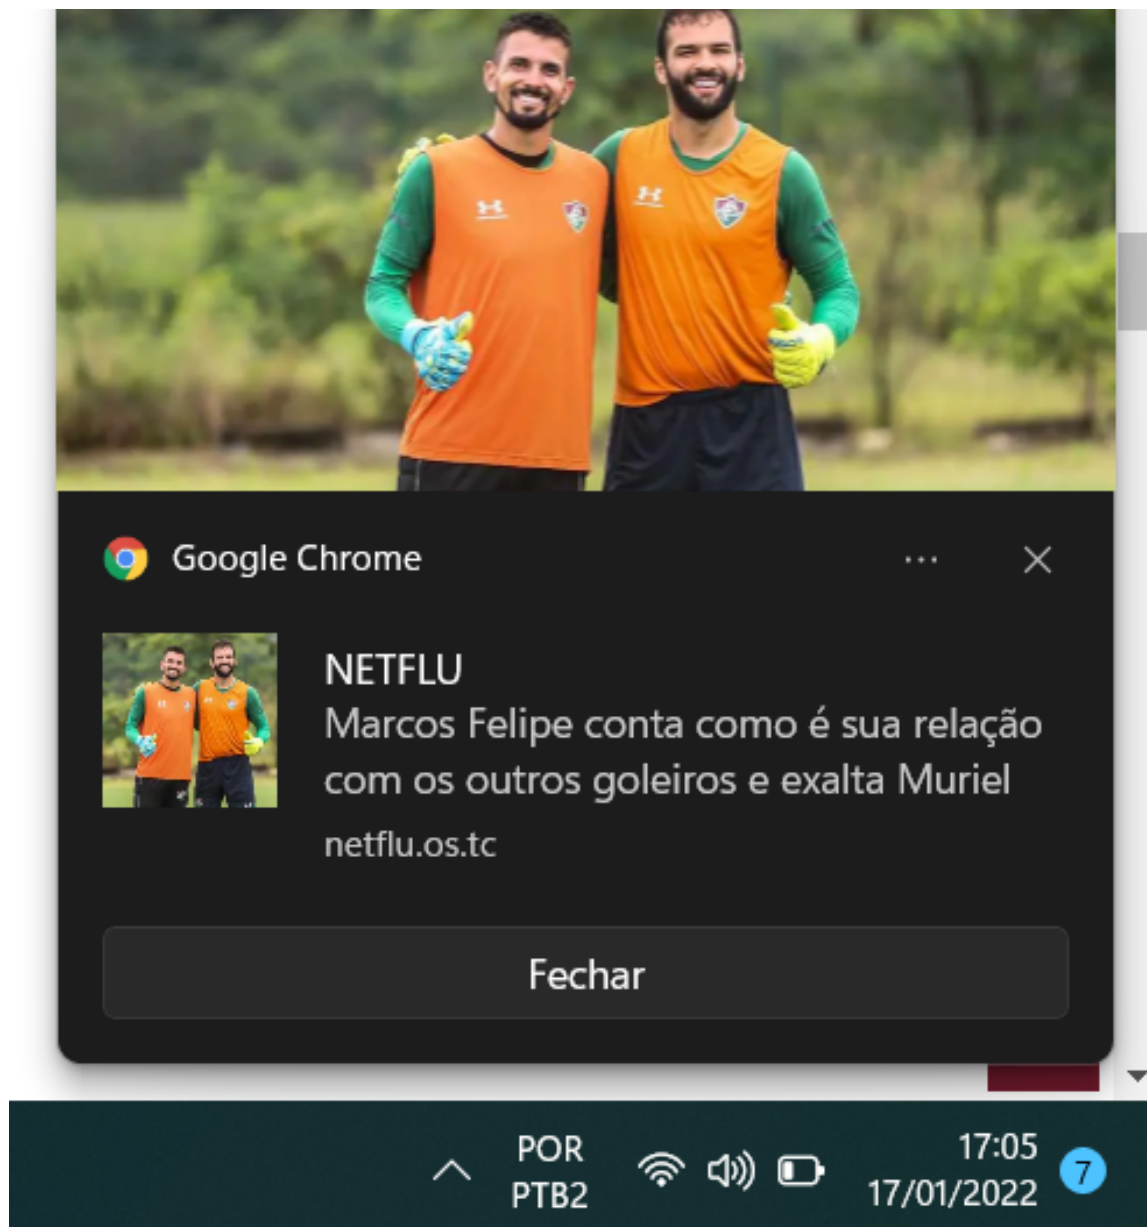 Google Chrome
NETFLU
Marcos Felipe conta como é sua relação
com os outros goleiros e exalta Muriel
netflu.os.tc
Fechar
POR
PTB2
17:05
17/01/2022
7